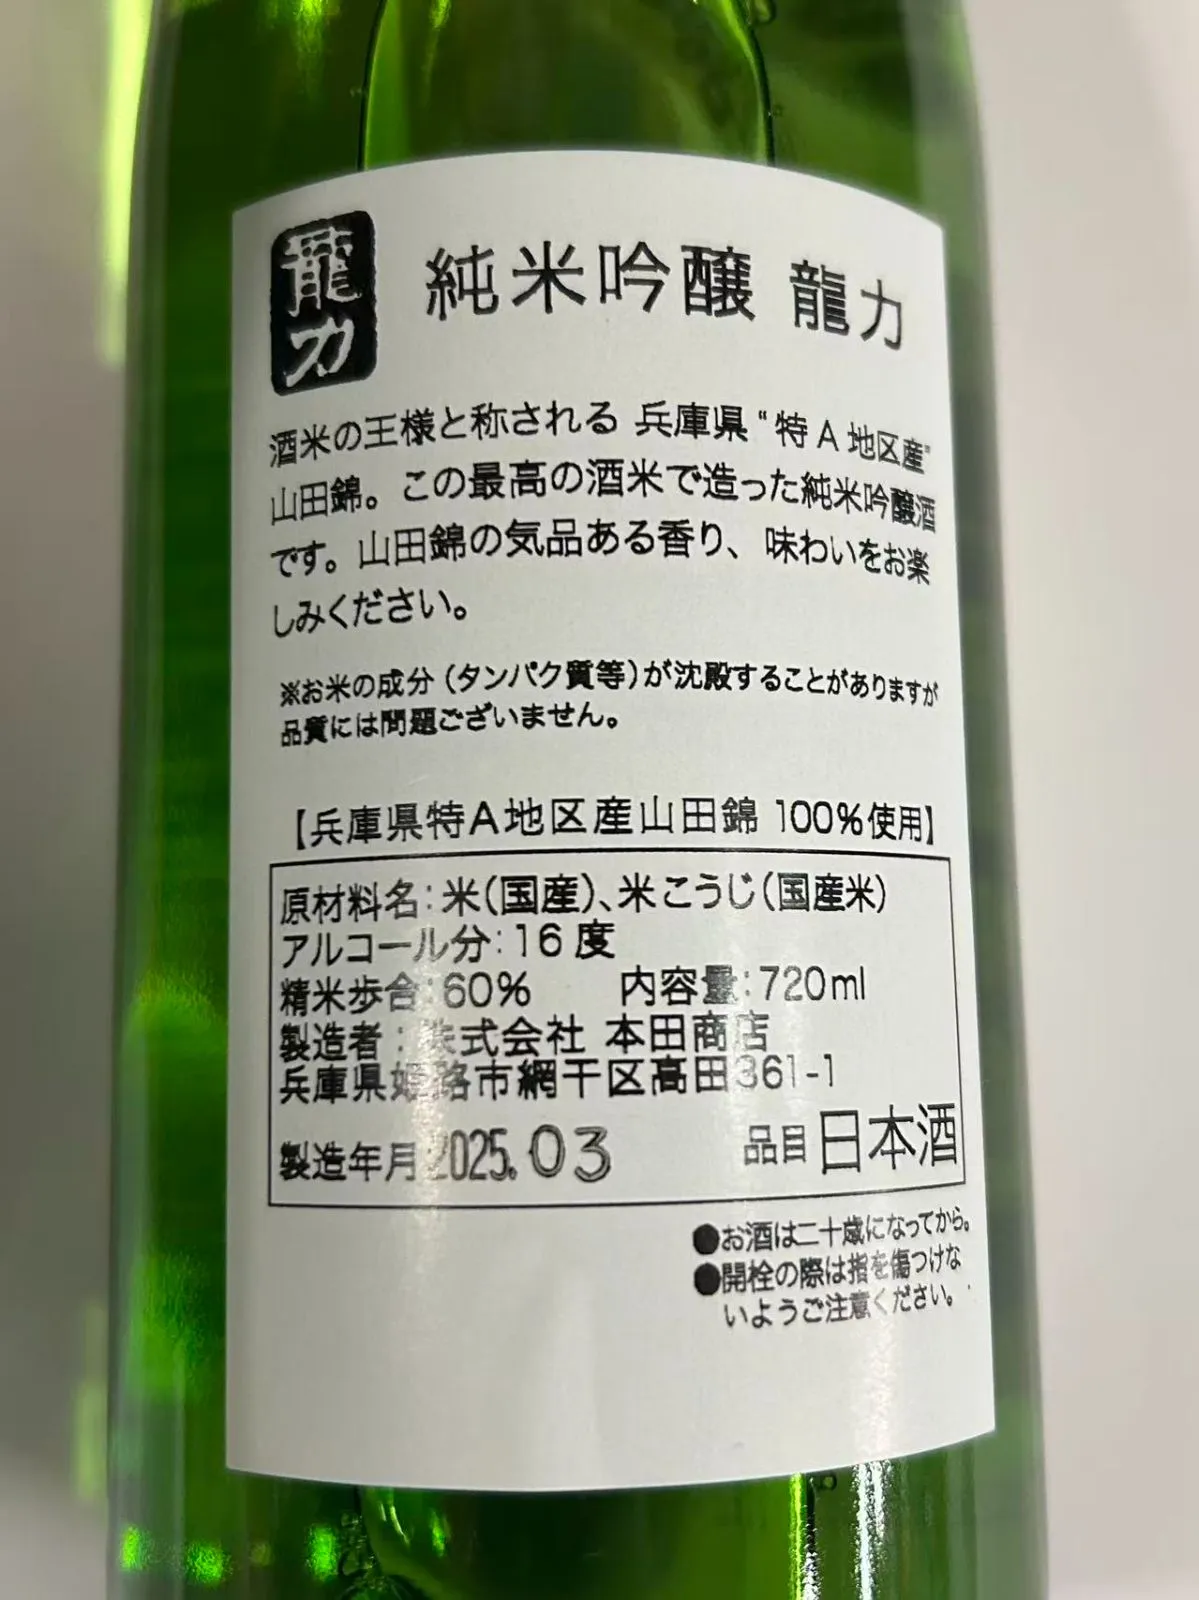 龍力
純米吟醸 龍力
酒米の王様と称される 兵庫県“特A地区産”
山田錦。この最高の酒米で造った純米吟醸酒
です。山田錦の気品ある香り、味わいをお楽
しみください。
※お米の成分(タンパク質等)が沈殿することがありますが
品質には問題ございません。
【兵庫県特A地区産山田錦 100%使用】
原材料名:米(国産)、米こうじ(国産米)
アルコール分:16度
精米歩合:60% 内容量:720ml
製造者:株式会社 本田商店
兵庫県姫路市網干区高田361-1
製造年月 2025.03 品目 日本酒
●お酒は二十歳になってから。
●開栓の際は指を傷つけな
いようご注意ください。